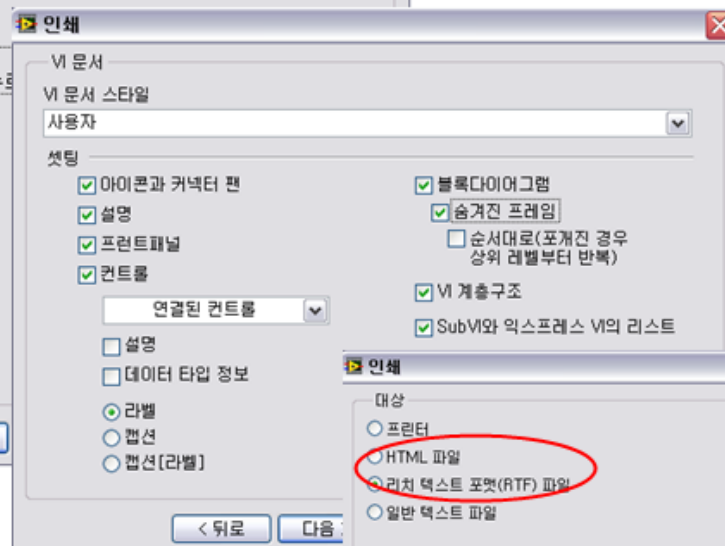 인쇄
VI 문서
VI 문서 스타일
사용자
셋팅
아이콘과 커넥터 팬
설명
프런트패널
컨트롤
연결된 컨트롤
설명
데이터 타입 정보
라벨
캡션
캡션[라벨]
블록다이어그램
숨겨진 프레임
순서대로(포개진 경우
상위 레벨부터 반복)
VI 계층구조
SubVI와 익스프레스 VI의 리스트
< 뒤로
다음
인쇄
대상
프린터
HTML 파일
리치 텍스트 포맷(RTF) 파일
일반 텍스트 파일